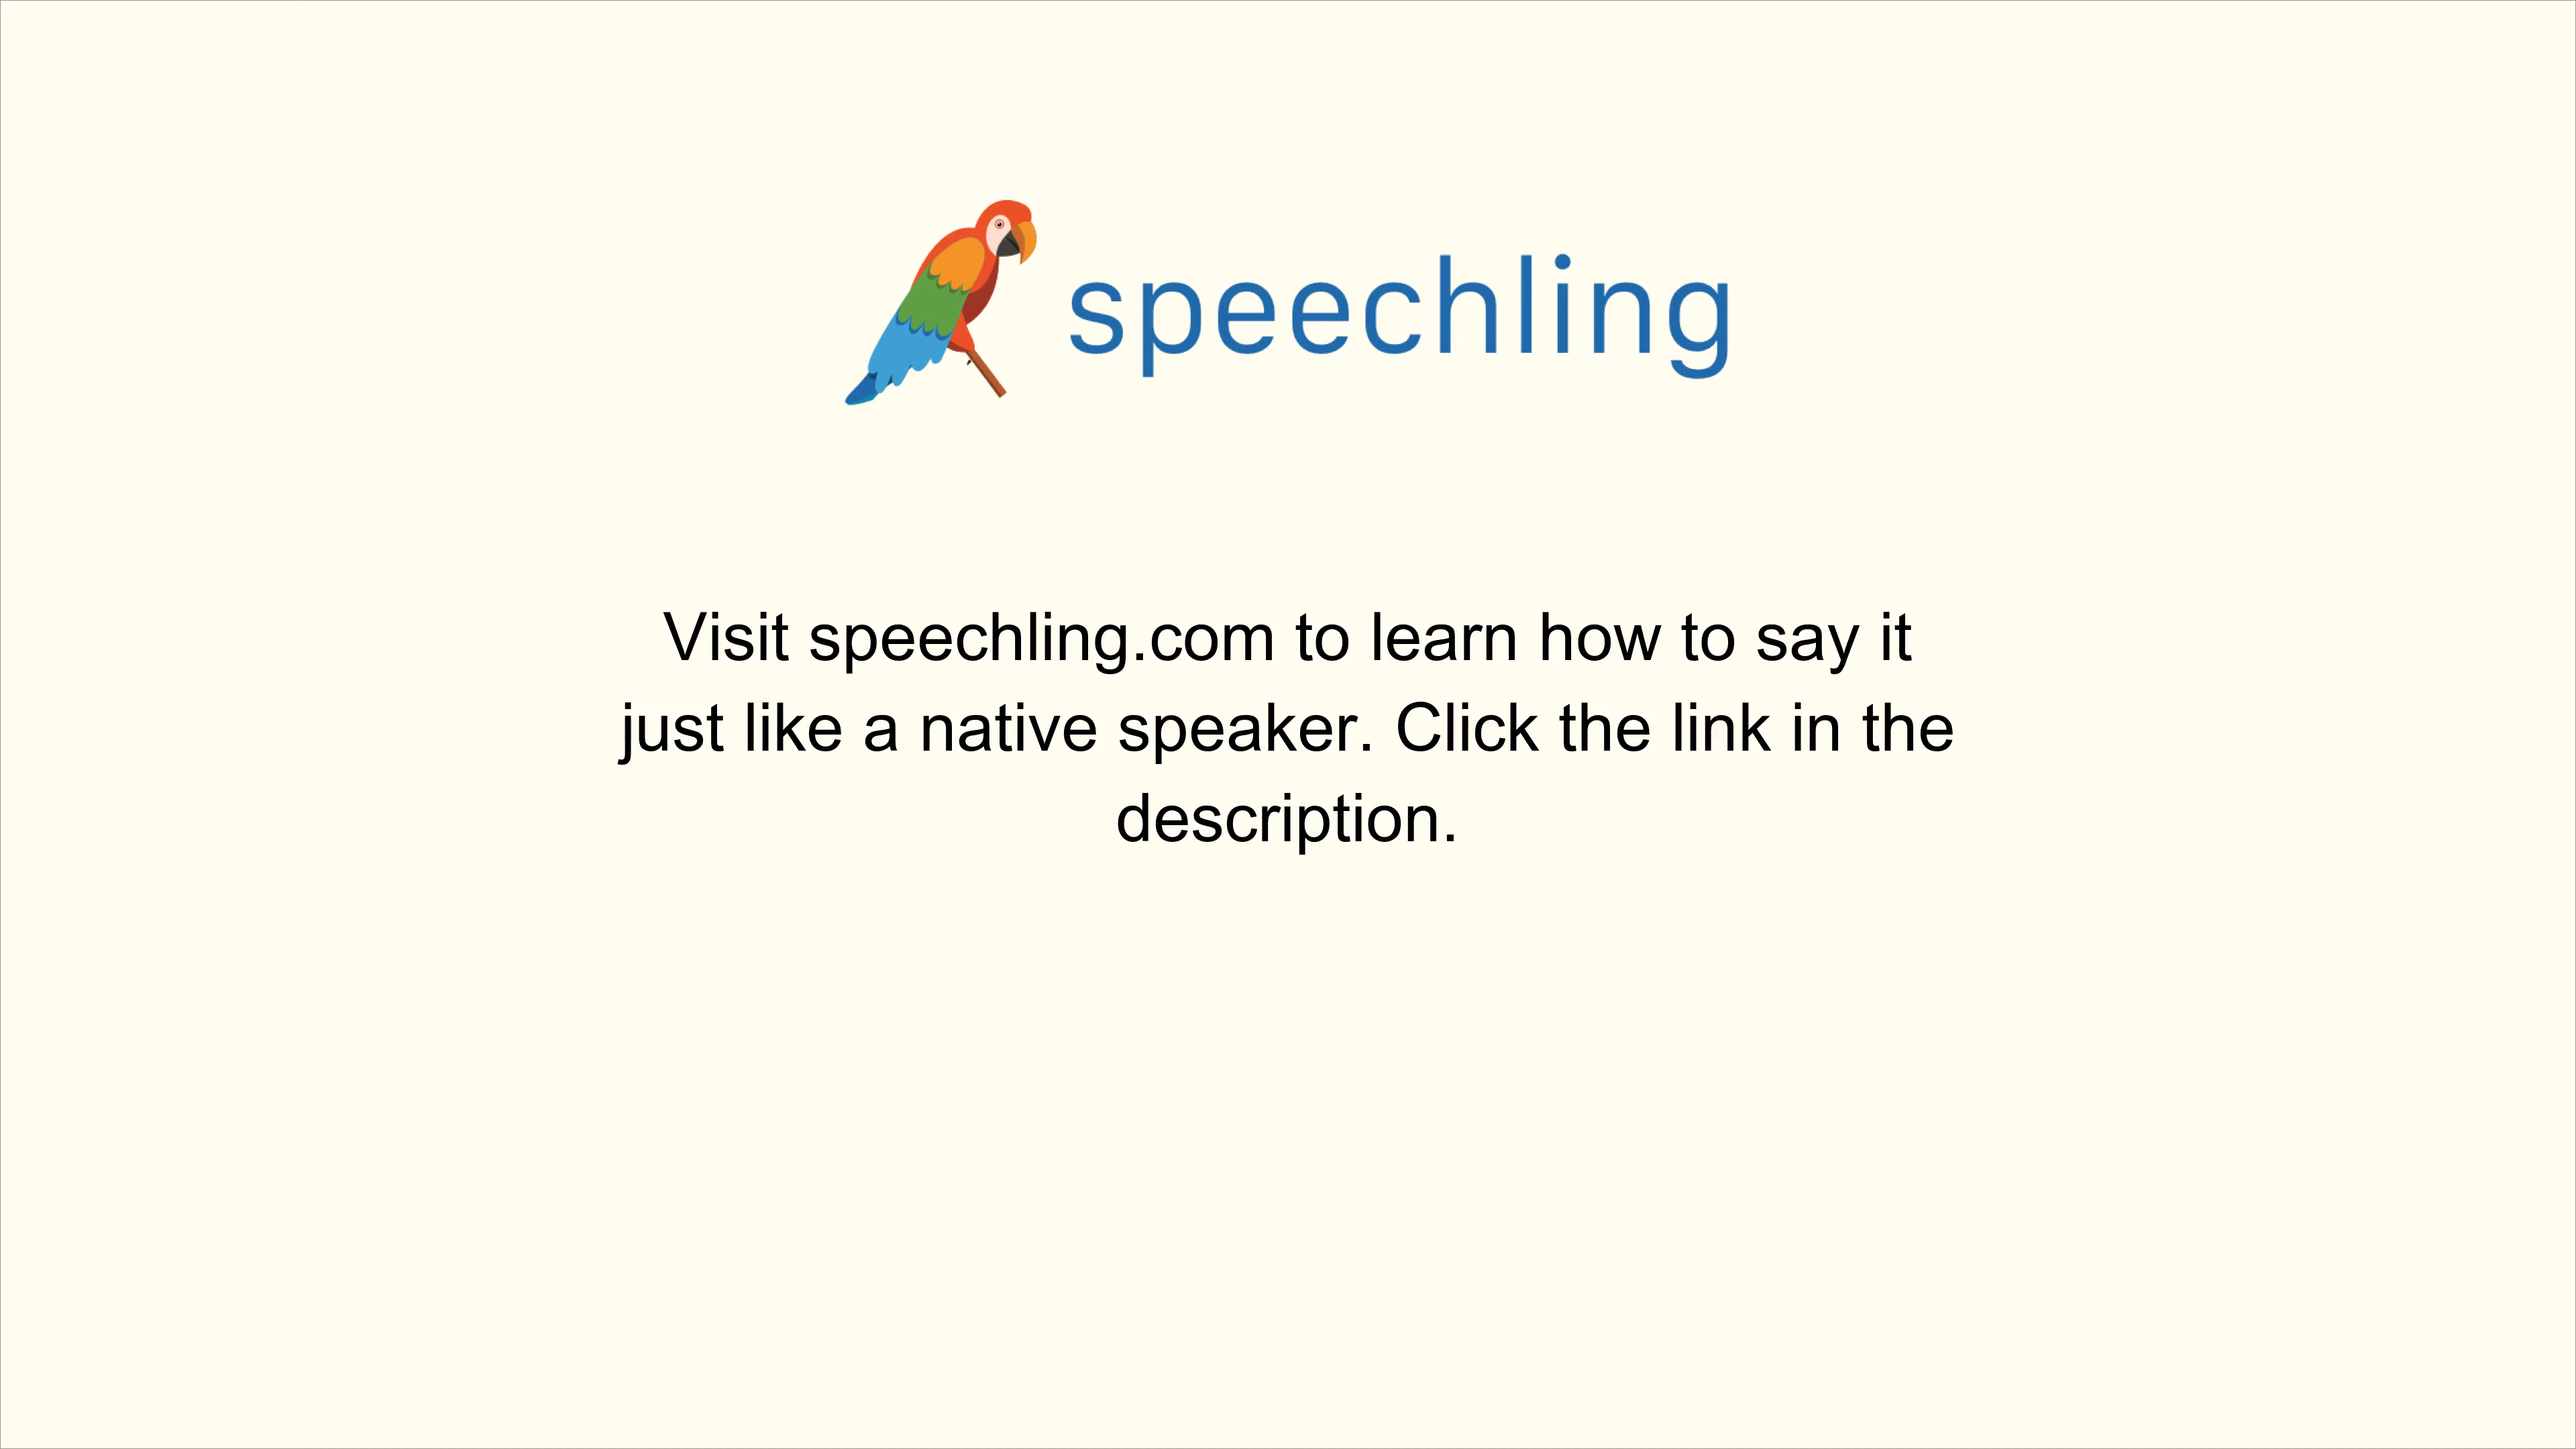 speechling
Visit speechling.com to learn how to say it
just like a native speaker. Click the link in the
description.